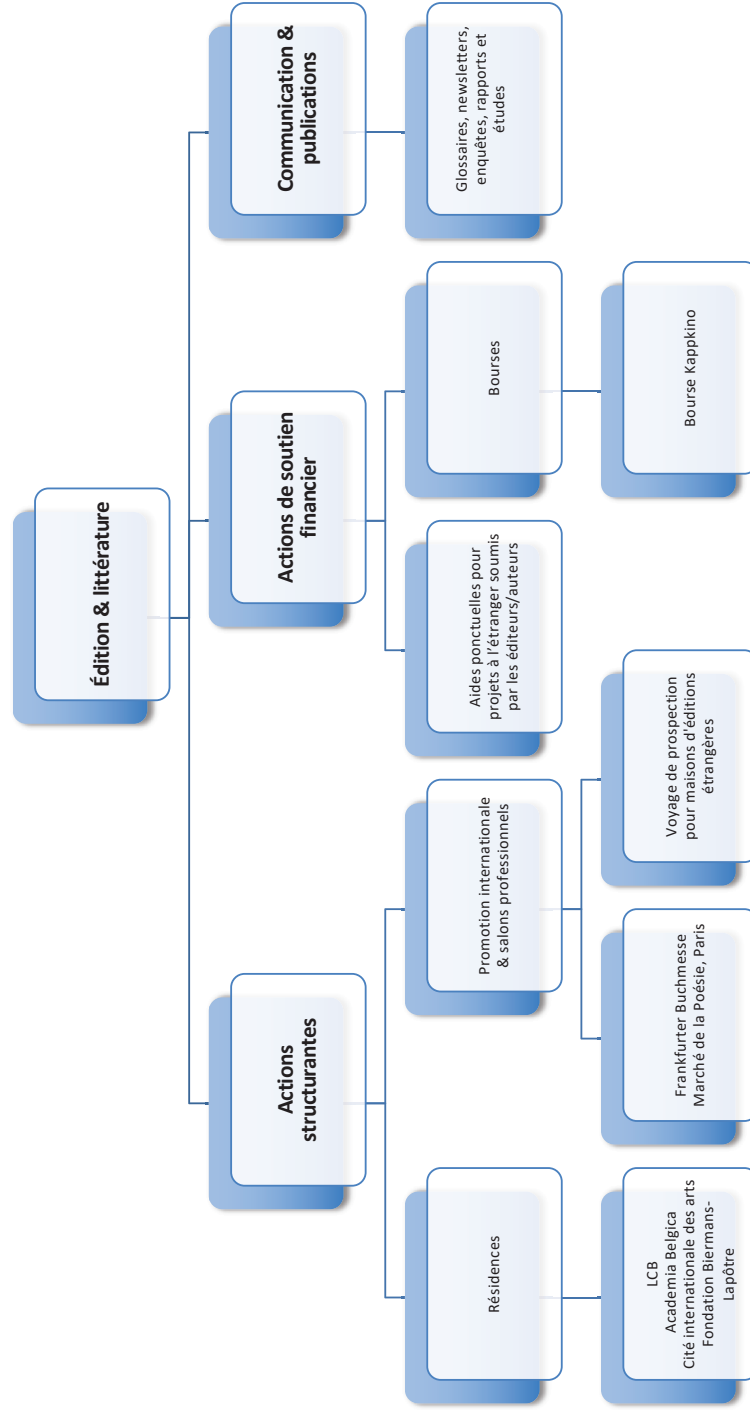 Édition & littérature
Actions
structurantes
Actions de soutien
financier
Communication &
publications
Résidences
Promotion internationale
& salons professionnels
Aides ponctuelles pour
projets à l'étranger soumis
par les éditeurs/auteurs
Bourses
Glossaires, newsletters,
enquêtes, rapports et
études
LCB
Academia Belgica
Cité internationale des arts
Fondation Biermans-
Lapôtre
Frankfurter Buchmesse
Marché de la Poésie, Paris
Voyage de prospection
pour maisons d'éditions
étrangères
Bourse Kappkino